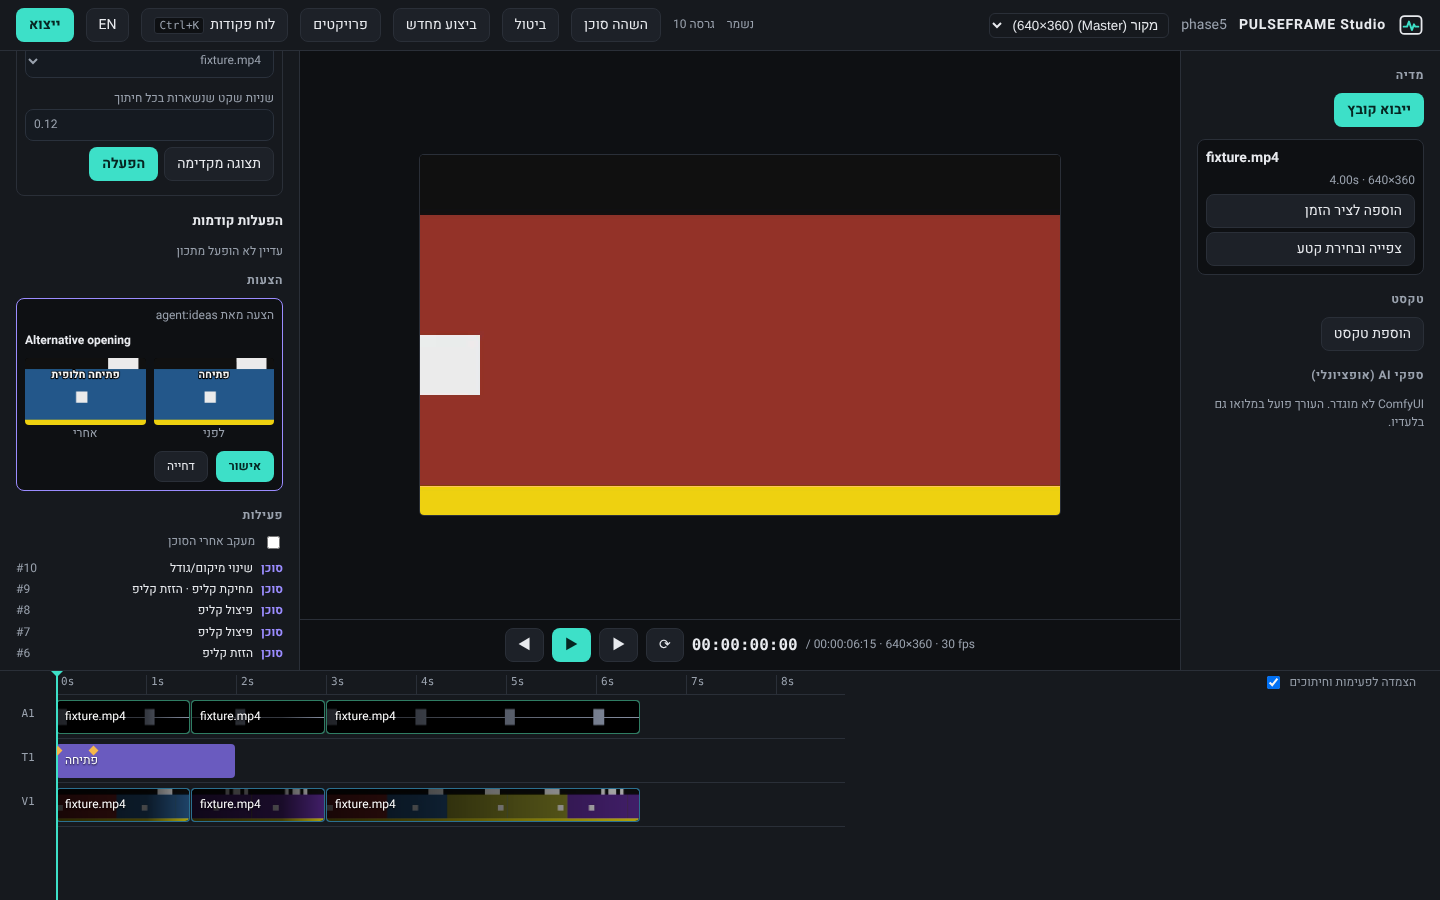 PULSEFRAME Studio
phase5
מקור (Master) (640×360)
נשמר גרסה 10
השהה סוכן
ביטול
ביצוע מחדש
פרויקטים
לוח פקודות Ctrl+K
EN
ייצוא
מדיה
ייבוא קובץ
fixture.mp4
4.00s · 640×360
הוספה לציר הזמן
צפייה ובחירת קטע
טקסט
הוספת טקסט
ספקי AI (אופציונלי)
ComfyUI לא מוגדר. העורך פועל במלואו גם
בלעדיו.
fixture.mp4
שניות שקט שנשארות בכל חיתוך
0.12
תצוגה מקדימה
הפעלה
הפעלות קודמות
עדיין לא הופעל מתכון
הצעות
הצעה מאת agent:ideas
Alternative opening
פתיחה
פתיחה חלופית
לפני
אחרי
אישור
דחייה
פעילות
מעקב אחרי הסוכן
סוכן שינוי מיקום/גודל #10
סוכן מחיקת קליפ · הזזת קליפ #9
סוכן פיצול קליפ #8
סוכן פיצול קליפ #7
סוכן הזזת קליפ #6
00:00:00:00 / 00:00:06:15 · 640×360 · 30 fps
הצמדה לפעימות וחיתוכים
0s 1s 2s 3s 4s 5s 6s 7s 8s
A1 fixture.mp4 fixture.mp4 fixture.mp4
T1 פתיחה
V1 fixture.mp4 fixture.mp4 fixture.mp4